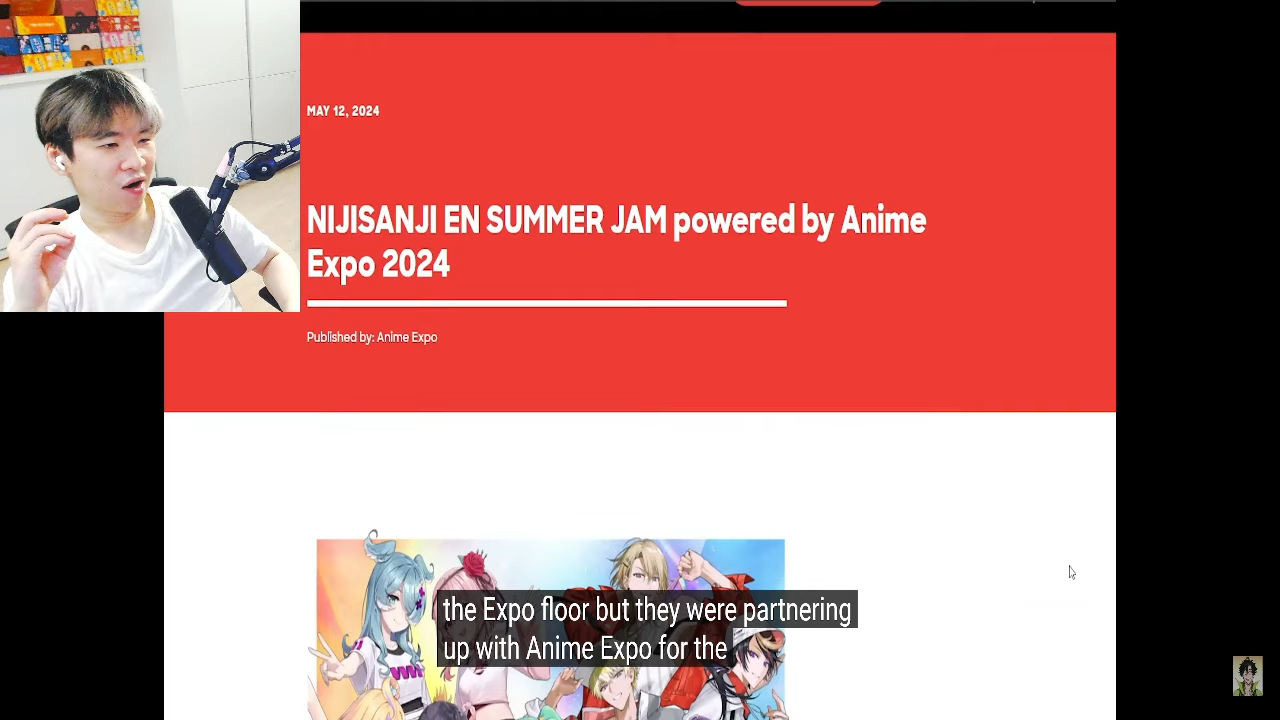 MAY 12, 2024
NIJISANJI EN SUMMER JAM powered by Anime
Expo 2024
Published by: Anime Expo
the Expo floor but they were partnering
up with Anime Expo for the